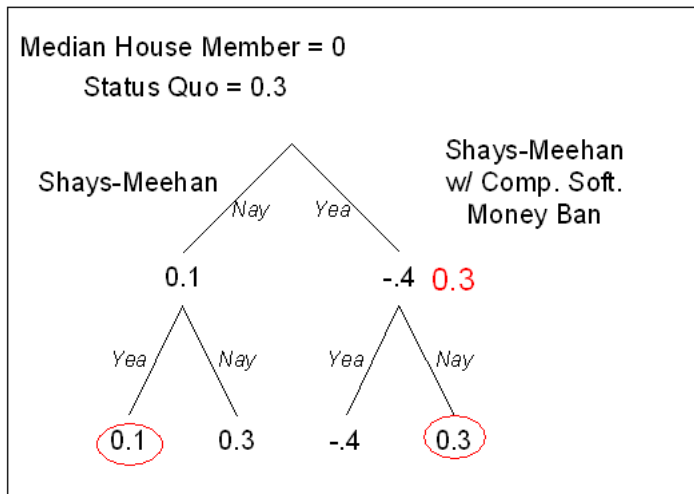 Median House Member = 0
Status Quo = 0.3
Shays-Meehan
Shays-Meehan
w/ Comp. Soft.
Money Ban
Nay Yea
0.1 -.4 0.3
Yea Nay Yea Nay
0.1 0.3 -.4 0.3